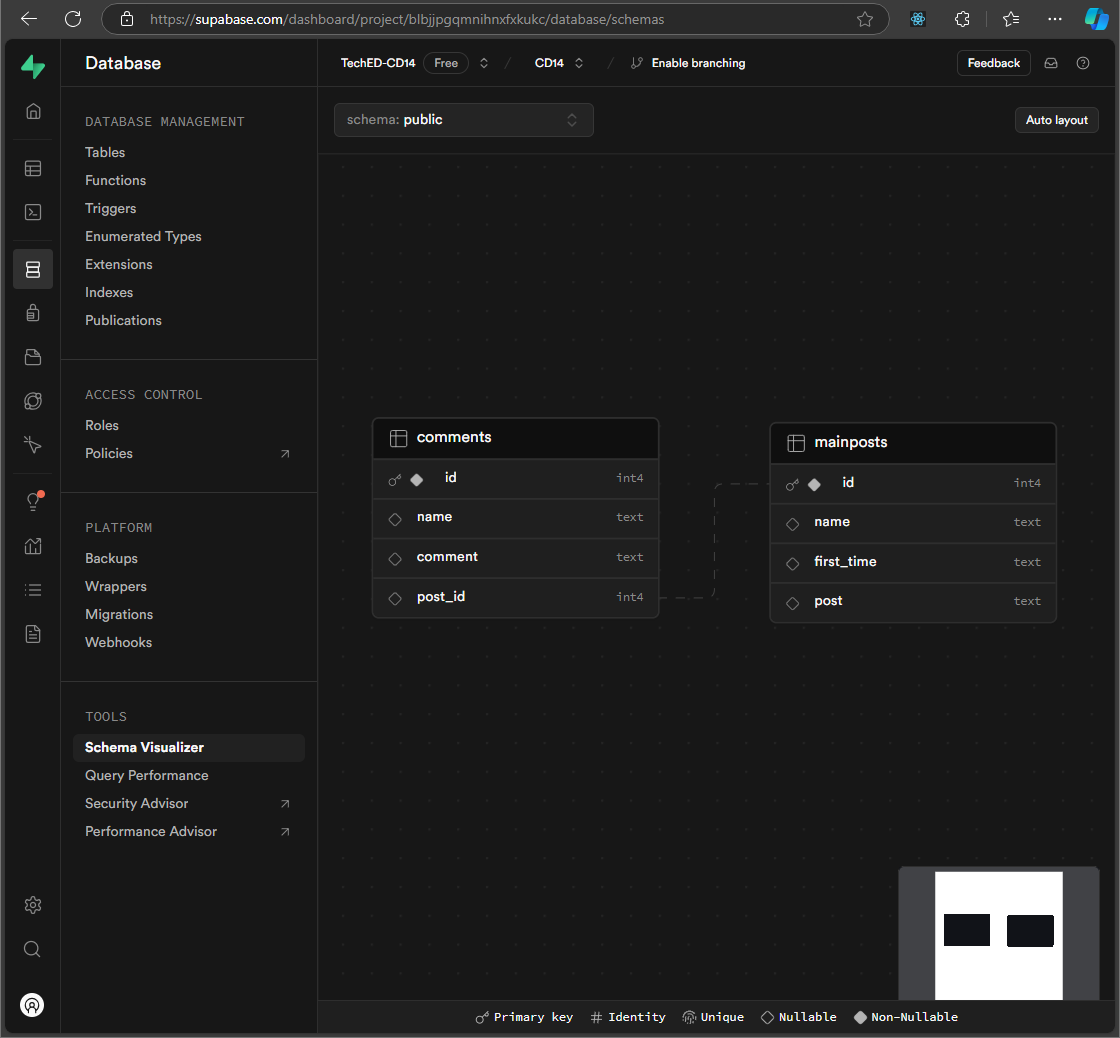 https://supabase.com/dashboard/project/blbjjpgqmnihnxfxkukc/database/schemas
Database
TechED-CD14 Free / CD14 / Enable branching
Feedback
DATABASE MANAGEMENT
Tables
Functions
Triggers
Enumerated Types
Extensions
Indexes
Publications
ACCESS CONTROL
Roles
Policies
PLATFORM
Backups
Wrappers
Migrations
Webhooks
TOOLS
Schema Visualizer
Query Performance
Security Advisor
Performance Advisor
schema: public
Auto layout
comments
id int4
name text
comment text
post_id int4
mainposts
id int4
name text
first_time text
post text
Primary key # Identity Unique Nullable Non-Nullable